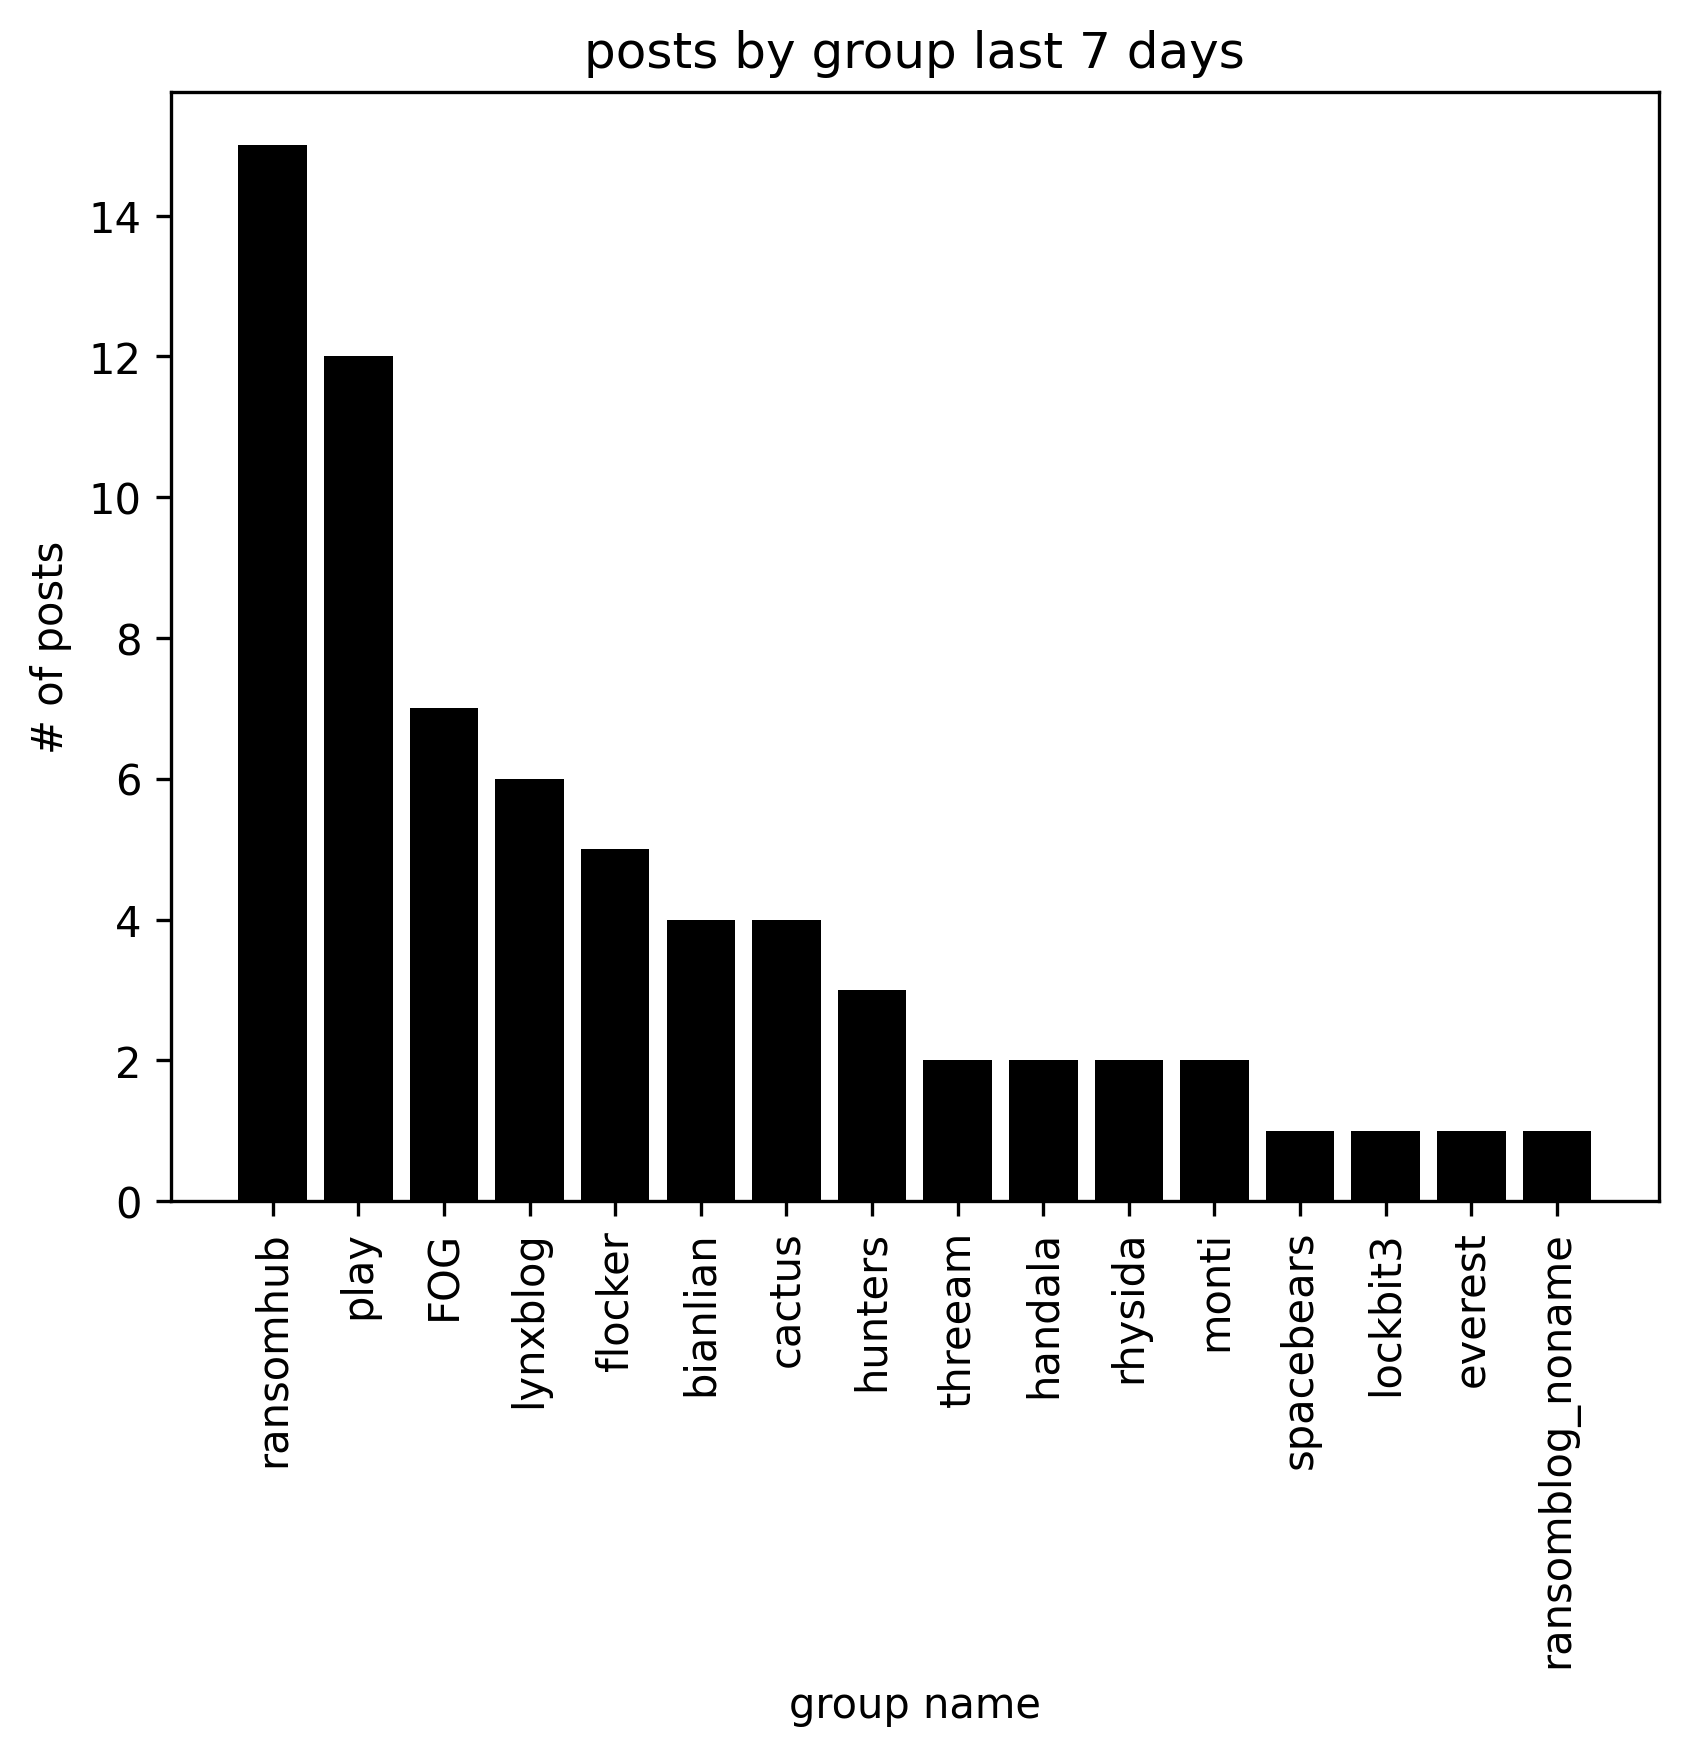 posts by group last 7 days
# of posts
14
12
10
8
6
4
2
0
ransomhub
play
FOG
lynxblog
flocker
bianlian
cactus
hunters
threeam
handala
rhysida
monti
spacebears
lockbit3
everest
ransomblog_noname
group name